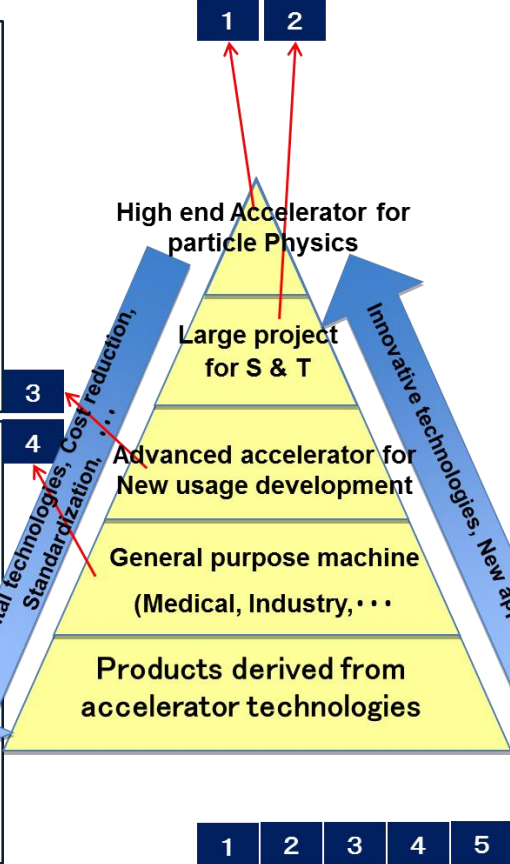 1 2
High end Accelerator for
particle Physics
Large project
for S & T
3
4
technologies, Cost reduction,
Standardization, ・・・
Innovative technologies, New
Advanced accelerator for
New usage development
General purpose machine
(Medical, Industry,・・・
Products derived from
accelerator technologies
1 2 3 4 5